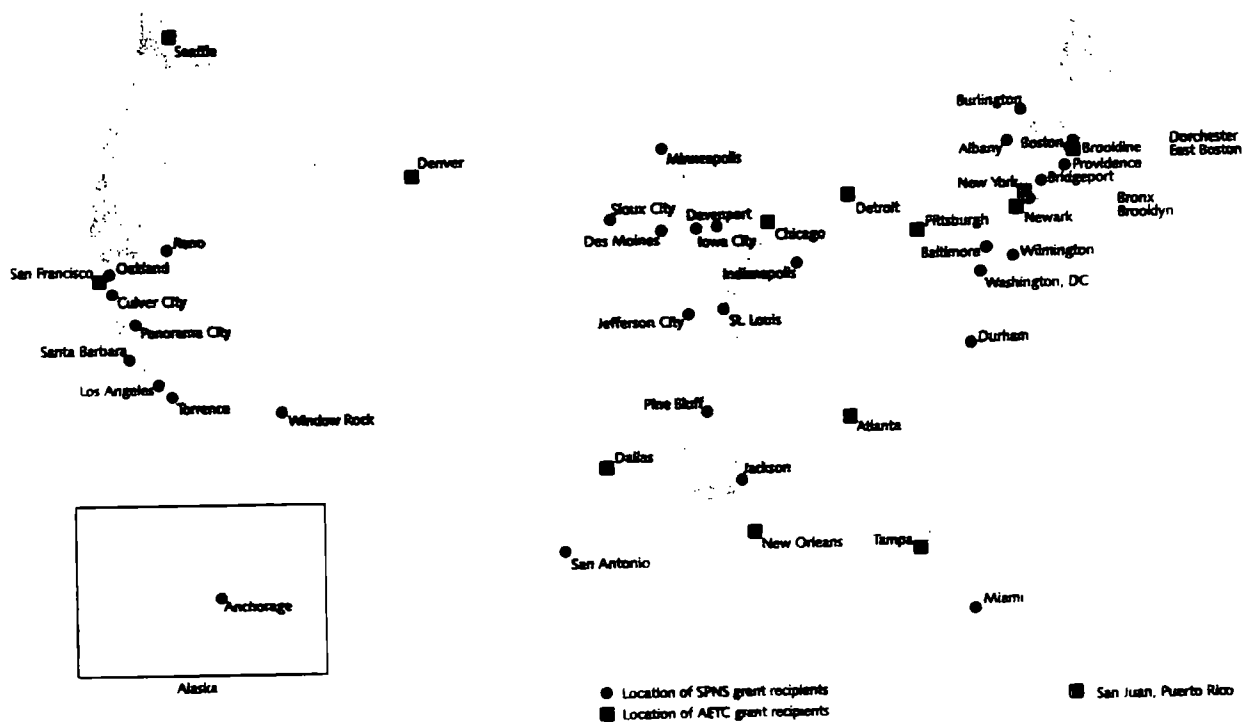 Seattle
Burlington
Albany
Boston
Brookline
Dorchester
East Boston
Minneapolis
Denver
Providence
New York
Bridgeport
Detroit
Newark
Bronx
Brooklyn
Sioux City
Davenport
Pittsburgh
Des Moines
Iowa City
Chicago
Baltimore
Wilmington
Reno
San Francisco
Oakland
Indianapolis
Washington, DC
Culver City
Jefferson City
St. Louis
Panorama City
Durham
Santa Barbara
Los Angeles
Torrence
Window Rock
Pine Bluff
Atlanta
Dallas
Jackson
New Orleans
Tampa
San Antonio
Anchorage
Miami
Alaska
Location of SPNS grant recipients
Location of AETC grant recipients
San Juan, Puerto Rico